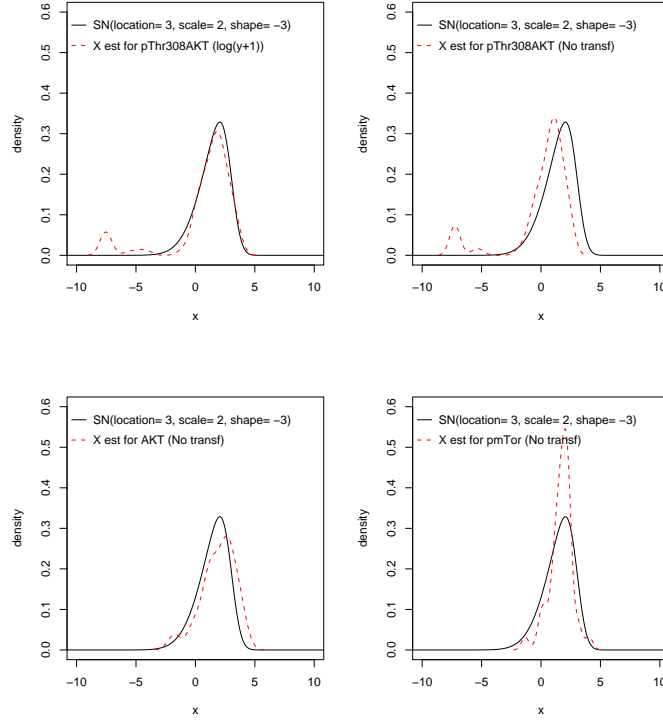 SN(location= 3, scale= 2, shape= −3)
X est for pThr308AKT (log(y+1))
density
0.0 0.1 0.2 0.3 0.4 0.5 0.6
−10 −5 0 5 10
x
SN(location= 3, scale= 2, shape= −3)
X est for pThr308AKT (No transf)
density
0.0 0.1 0.2 0.3 0.4 0.5 0.6
−10 −5 0 5 10
x
SN(location= 3, scale= 2, shape= −3)
X est for AKT (No transf)
density
0.0 0.1 0.2 0.3 0.4 0.5 0.6
−10 −5 0 5 10
x
SN(location= 3, scale= 2, shape= −3)
X est for pmTor (No transf)
density
0.0 0.1 0.2 0.3 0.4 0.5 0.6
−10 −5 0 5 10
x